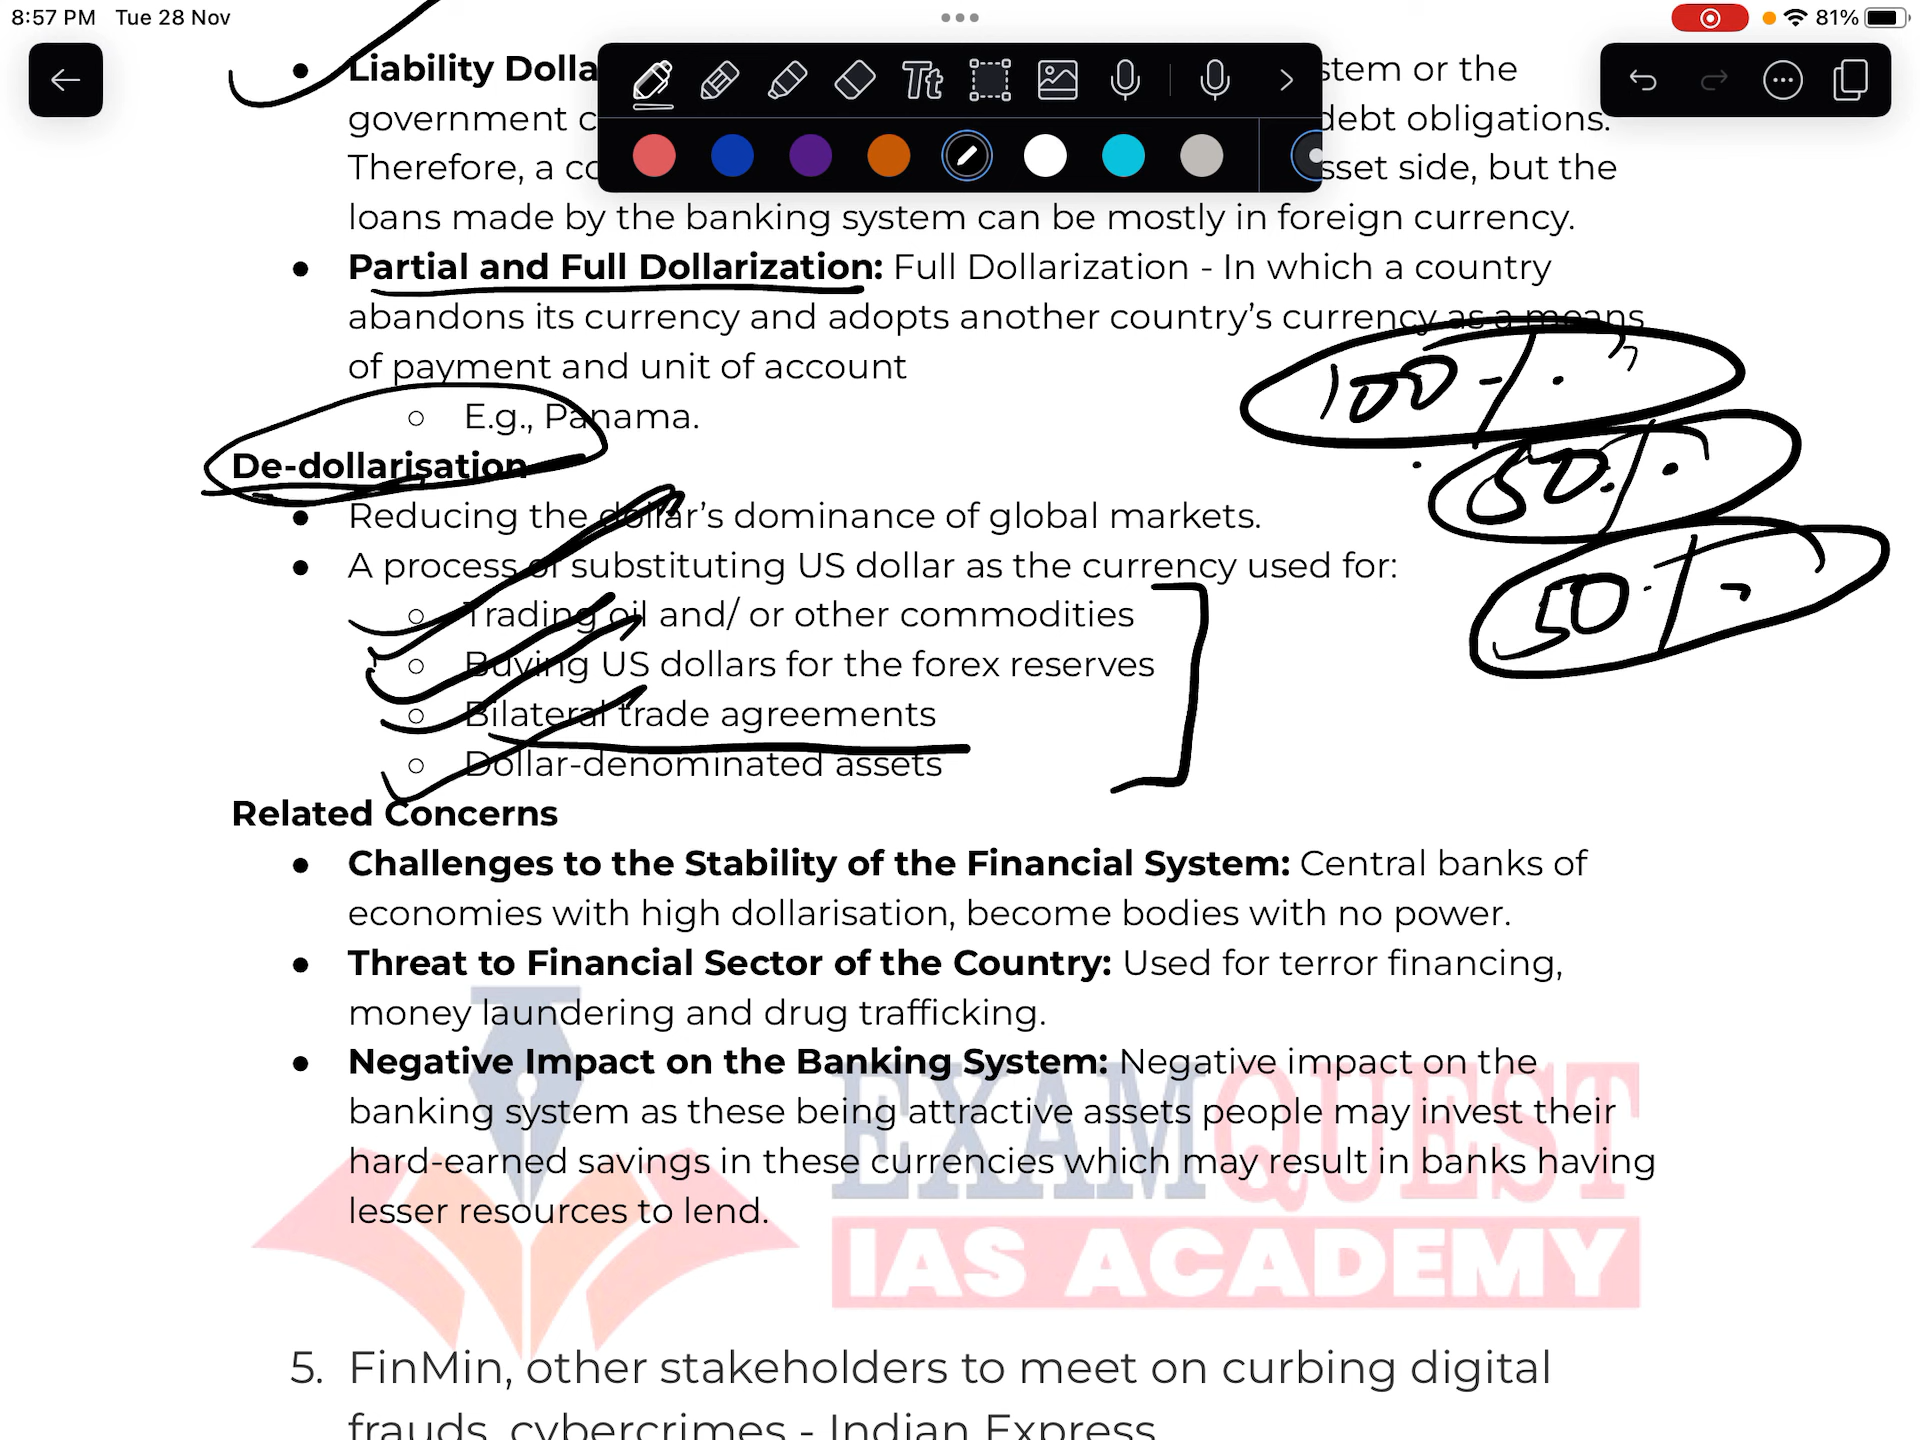 8:57 PM Tue 28 Nov
81%
Tt
• Liability Dolla stem or the
government c debt obligations.
Therefore, a co sset side, but the
loans made by the banking system can be mostly in foreign currency.
• Partial and Full Dollarization: Full Dollarization - In which a country
abandons its currency and adopts another country’s currency as a means
of payment and unit of account
100%
○ E.g., Panama.
De-dollarisation
50%
• Reducing the dollar’s dominance of global markets.
• A process of substituting US dollar as the currency used for:
50%
○ Trading oil and/ or other commodities
○ Buying US dollars for the forex reserves
○ Bilateral trade agreements
○ Dollar-denominated assets
Related Concerns
• Challenges to the Stability of the Financial System: Central banks of
economies with high dollarisation, become bodies with no power.
• Threat to Financial Sector of the Country: Used for terror financing,
money laundering and drug trafficking.
• Negative Impact on the Banking System: Negative impact on the
banking system as these being attractive assets people may invest their
hard-earned savings in these currencies which may result in banks having
lesser resources to lend.
EXAMQUEST
IAS ACADEMY
5. FinMin, other stakeholders to meet on curbing digital
frauds, cybercrimes - Indian Express